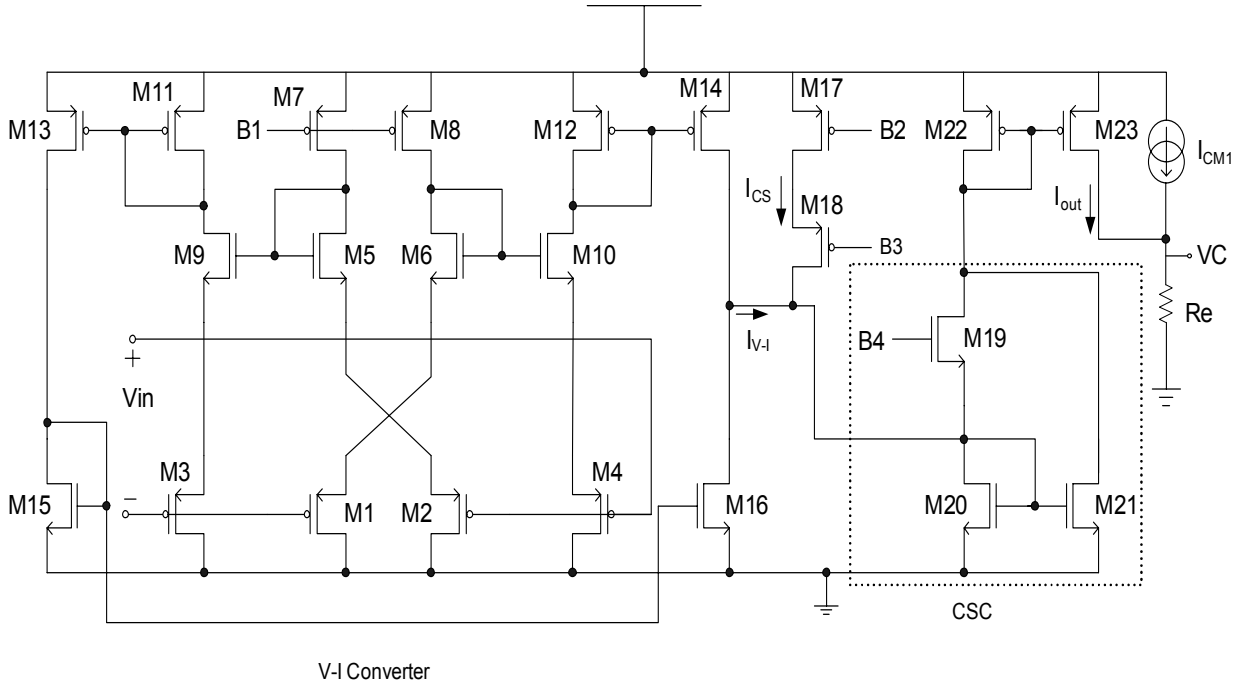 M13
M11
M7
B1
M8
M12
M14
M17
B2
M22
M23
I_CM1
I_CS
I_out
M18
B3
M9
M5
M6
M10
VC
Re
+
Vin
−
I_V-I
B4
M19
M3
M15
M1
M2
M4
M16
M20
M21
CSC
V-I Converter